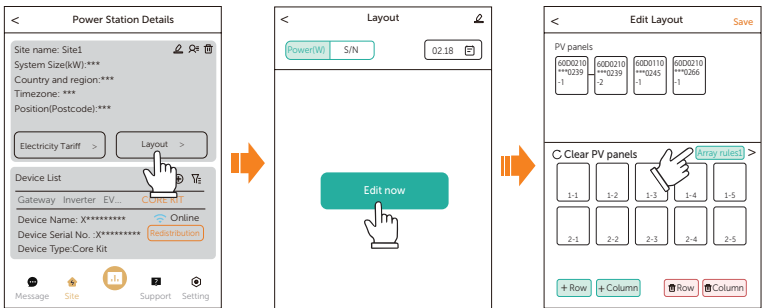 < Power Station Details
Site name: Site1
System Size(kW):***
Country and region:***
Timezone: ***
Position(Postcode):***
Electricity Tariff > Layout >
Device List
Gateway Inverter EV... CORE KIT
Device Name: X********* Online
Device Serial No. :X********* Redistribution
Device Type:Core Kit
Message Site Support Setting
< Layout
Power(W) S/N 02.18
Edit now
< Edit Layout Save
PV panels
60D0210 60D0210 60D0110 60D0210
***0239 ***0239 ***0245 ***0266
-1 -2 -1 -1
Clear PV panels Array rules1 >
1-1 1-2 1-3 1-4 1-5
2-1 2-2 2-3 2-4 2-5
+ Row + Column Row Column